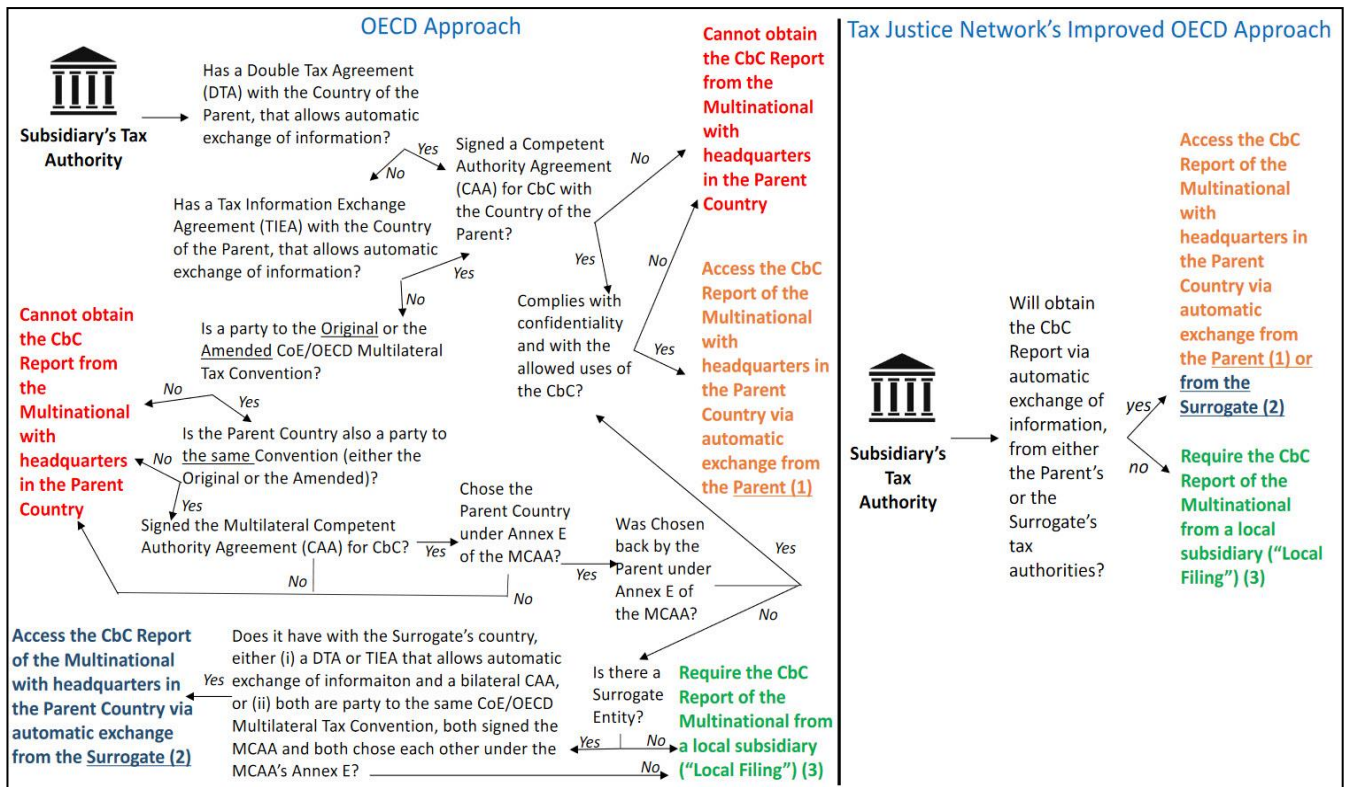 OECD Approach
Subsidiary's Tax
Authority
Has a Double Tax Agreement
(DTA) with the Country of the
Parent, that allows automatic
exchange of information?
Yes
No
Signed a Competent
Authority Agreement
(CAA) for CbC with
the Country of the
Parent?
No
Yes
Cannot obtain
the CbC Report
from the
Multinational
with
headquarters
in the Parent
Country
Has a Tax Information Exchange
Agreement (TIEA) with the Country
of the Parent, that allows automatic
exchange of information?
Yes
No
Complies with
confidentiality
and with the
allowed uses of
the CbC?
No
Yes
Access the CbC
Report of the
Multinational
with
headquarters in
the Parent
Country via
automatic
exchange from
the Parent (1)
Is a party to the Original or the
Amended CoE/OECD Multilateral
Tax Convention?
No
Yes
Cannot obtain
the CbC
Report from
the
Multinational
with
headquarters
in the Parent
Country
Is the Parent Country also a party to
the same Convention (either the
Original or the Amended)?
No
Yes
Signed the Multilateral Competent
Authority Agreement (CAA) for CbC?
Yes
No
Chose the
Parent Country
under Annex E
of the MCAA?
Yes
No
Was Chosen
back by the
Parent under
Annex E of
the MCAA?
Yes
No
Is there a
Surrogate
Entity?
Yes
No
Require the CbC
Report of the
Multinational from
a local subsidiary
("Local Filing") (3)
Does it have with the Surrogate's country,
either (i) a DTA or TIEA that allows automatic
exchange of informaiton and a bilateral CAA,
or (ii) both are party to the same CoE/OECD
Multilateral Tax Convention, both signed the
MCAA and both chose each other under the
MCAA's Annex E?
Yes
No
Access the CbC Report
of the Multinational
with headquarters in
the Parent Country via
automatic exchange
from the Surrogate (2)
Tax Justice Network's Improved OECD Approach
Subsidiary's
Tax
Authority
Will obtain
the CbC
Report via
automatic
exchange of
information,
from either
the Parent's
or the
Surrogate's
tax
authorities?
yes
no
Access the CbC
Report of the
Multinational
with
headquarters in
the Parent
Country via
automatic
exchange from
the Parent (1) or
from the
Surrogate (2)
Require the CbC
Report of the
Multinational
from a local
subsidiary
("Local
Filing") (3)